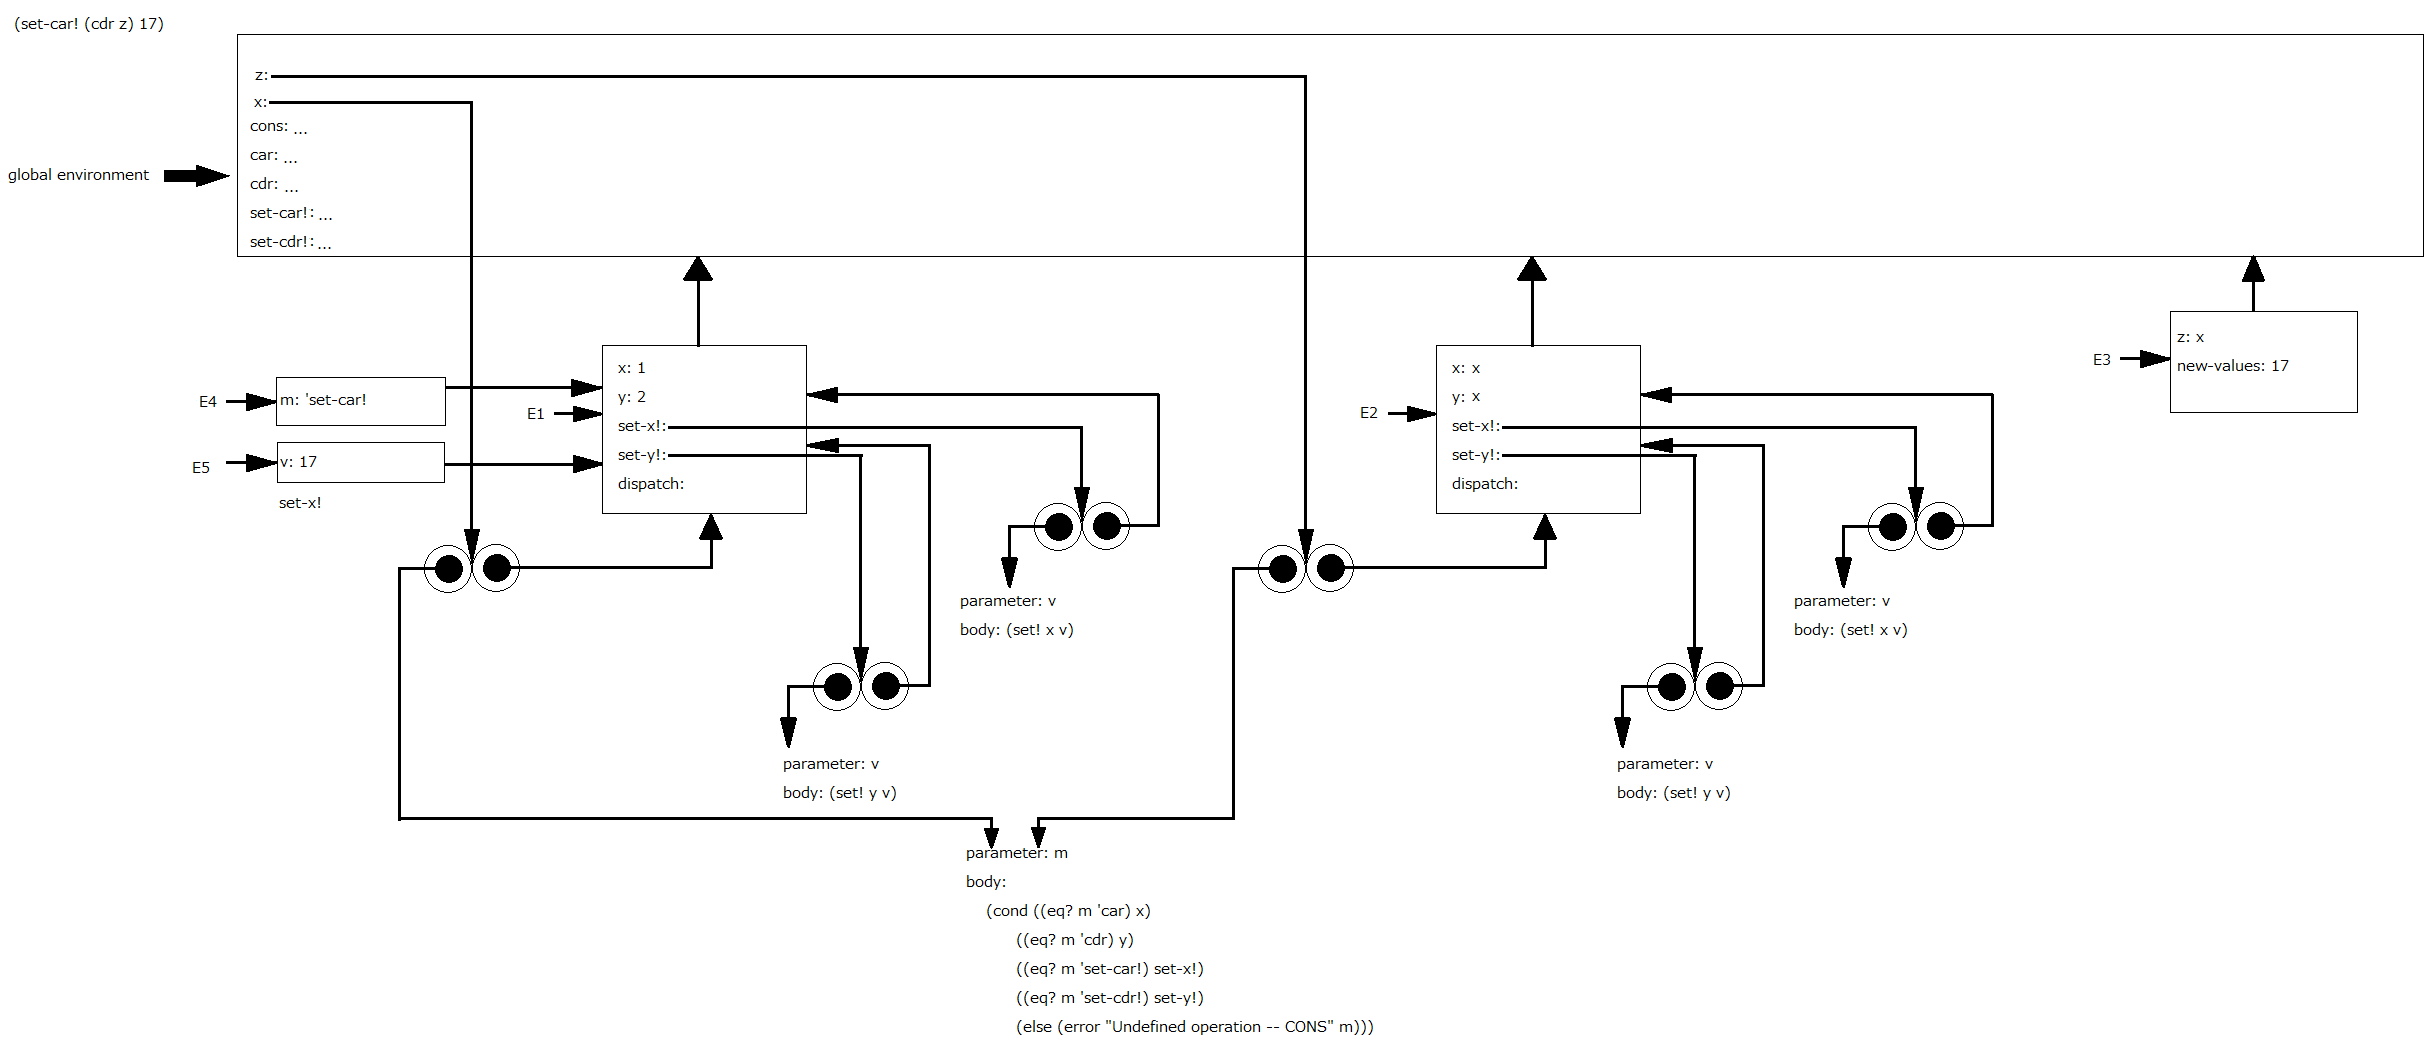 (set-car! (cdr z) 17)
z:
x:
cons: ...
car: ...
global environment
cdr: ...
set-car!: ...
set-cdr!: ...
E4
m: 'set-car!
E5
v: 17
set-x!
E1
x: 1
y: 2
set-x!:
set-y!:
dispatch:
parameter: v
body: (set! x v)
parameter: v
body: (set! y v)
E2
x: x
y: x
set-x!:
set-y!:
dispatch:
parameter: v
body: (set! x v)
parameter: v
body: (set! y v)
E3
z: x
new-values: 17
parameter: m
body:
(cond ((eq? m 'car) x)
((eq? m 'cdr) y)
((eq? m 'set-car!) set-x!)
((eq? m 'set-cdr!) set-y!)
(else (error "Undefined operation -- CONS" m)))